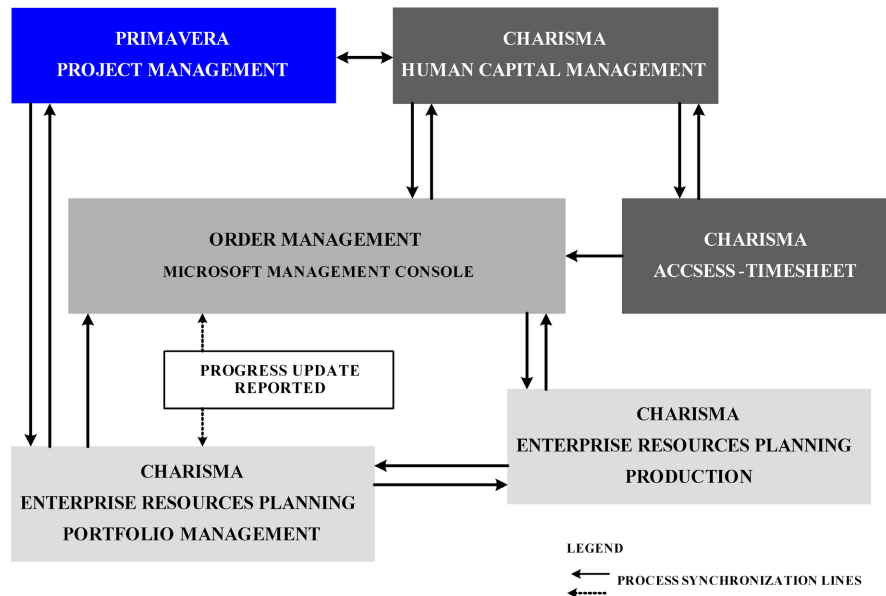 PRIMAVERA
PROJECT MANAGEMENT
CHARISMA
HUMAN CAPITAL MANAGEMENT
ORDER MANAGEMENT
MICROSOFT MANAGEMENT CONSOLE
CHARISMA
ACCSESS - TIMESHEET
PROGRESS UPDATE
REPORTED
CHARISMA
ENTERPRISE RESOURCES PLANNING
PRODUCTION
CHARISMA
ENTERPRISE RESOURCES PLANNING
PORTFOLIO MANAGEMENT
LEGEND
PROCESS SYNCHRONIZATION LINES